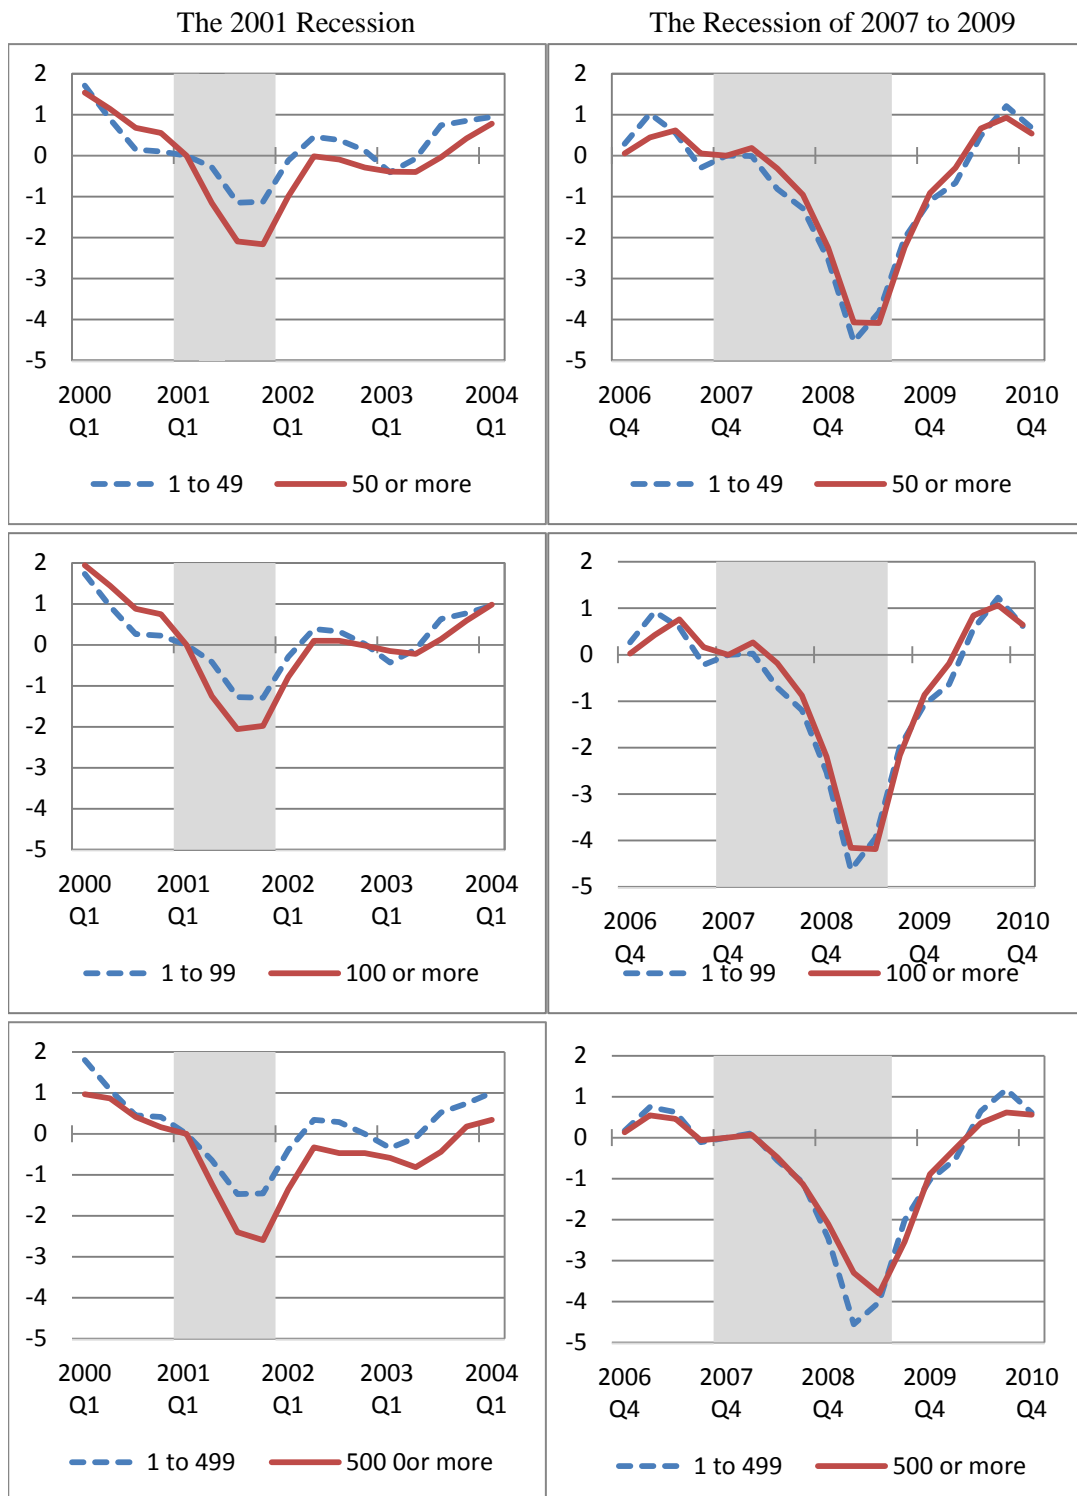 The 2001 Recession
The Recession of 2007 to 2009
2
1
0
-1
-2
-3
-4
-5
2000 2001 2002 2003 2004
Q1 Q1 Q1 Q1 Q1
1 to 49 50 or more
2
1
0
-1
-2
-3
-4
-5
2006 2007 2008 2009 2010
Q4 Q4 Q4 Q4 Q4
1 to 49 50 or more
2
1
0
-1
-2
-3
-4
-5
2000 2001 2002 2003 2004
Q1 Q1 Q1 Q1 Q1
1 to 99 100 or more
2
1
0
-1
-2
-3
-4
-5
2006 2007 2008 2009 2010
Q4 Q4 Q4 Q4 Q4
1 to 99 100 or more
2
1
0
-1
-2
-3
-4
-5
2000 2001 2002 2003 2004
Q1 Q1 Q1 Q1 Q1
1 to 499 500 0or more
2
1
0
-1
-2
-3
-4
-5
2006 2007 2008 2009 2010
Q4 Q4 Q4 Q4 Q4
1 to 499 500 or more